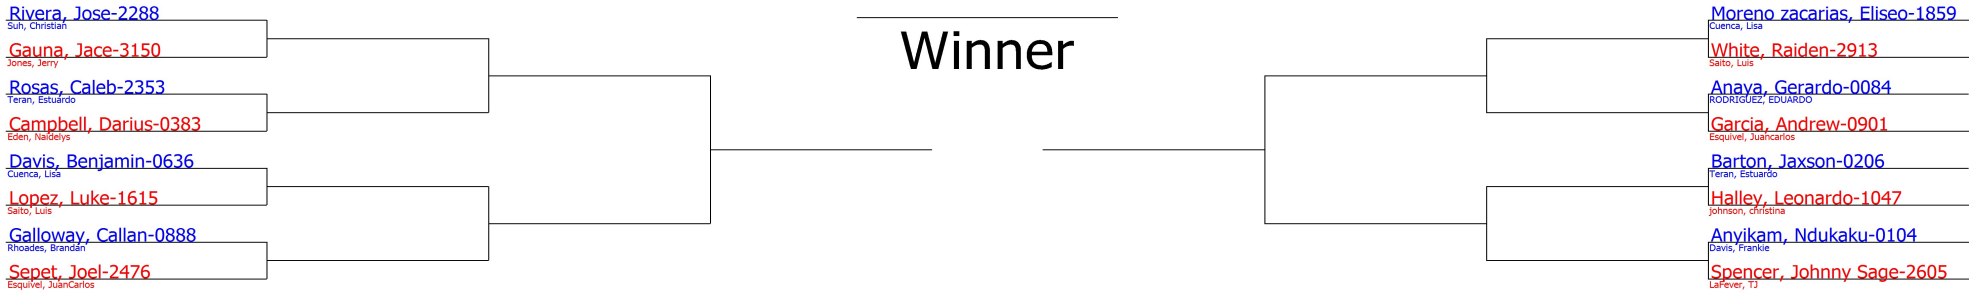 Rivera, Jose-2288
Suh, Christian
Gauna, Jace-3150
Jones, Jerry
Rosas, Caleb-2353
Teran, Estuardo
Campbell, Darius-0383
Eden, Naidelys
Davis, Benjamin-0636
Cuenca, Lisa
Lopez, Luke-1615
Saito, Luis
Galloway, Callan-0888
Rhoades, Brandan
Sepet, Joel-2476
Esquivel, JuanCarlos
Winner
Moreno zacarias, Eliseo-1859
Cuenca, Lisa
White, Raiden-2913
Saito, Luis
Anaya, Gerardo-0084
RODRIGUEZ, EDUARDO
Garcia, Andrew-0901
Esquivel, Juancarlos
Barton, Jaxson-0206
Teran, Estuardo
Halley, Leonardo-1047
johnson, christina
Anyikam, Ndukaku-0104
Davis, Frankie
Spencer, Johnny Sage-2605
LaFever, TJ